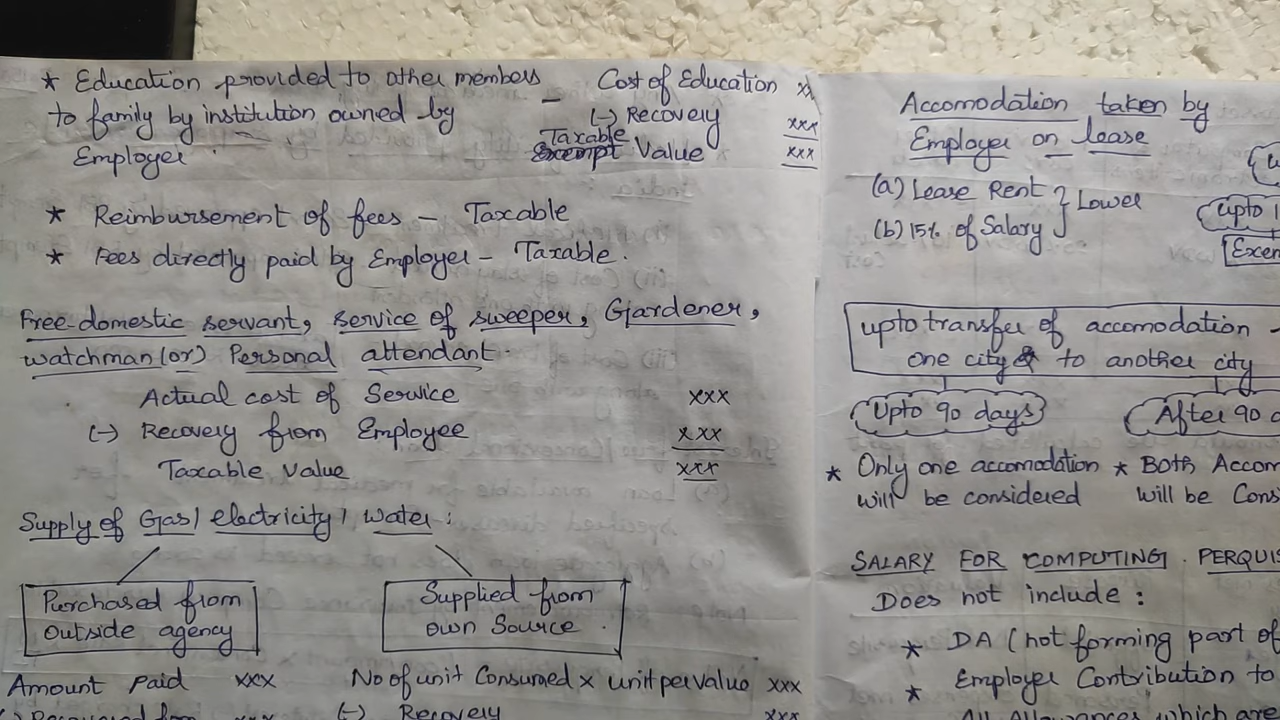 * Education provided to other members - Cost of Education xx
to family by institution owned by (-) Recovery xxx
Employer. Taxable Value xxx
* Reimbursement of fees - Taxable
* Fees directly paid by Employer - Taxable.
Free-domestic servant, service of sweeper, Gardener,
watchman (or) Personal attendant.
Actual cost of Service xxx
(-) Recovery from Employee xxx
Taxable Value xxx
Supply of Gas/ electricity/ water:
Purchased from
outside agency
Supplied from
own Source.
Amount Paid xxx
No of unit Consumed x unit per value xxx
(-) Recovery xxx
Accomodation taken by
Employer on lease
(a) Lease Rent } Lower
(b) 15% of Salary
upto
upto transfer of accomodation -
one city to another city
Upto 90 days
After 90
* Only one accomodation
will be considered
* Both
will be
SALARY FOR COMPUTING
Does not include:
* DA (not forming part of
* Employer Contribution to
All Allowances which are